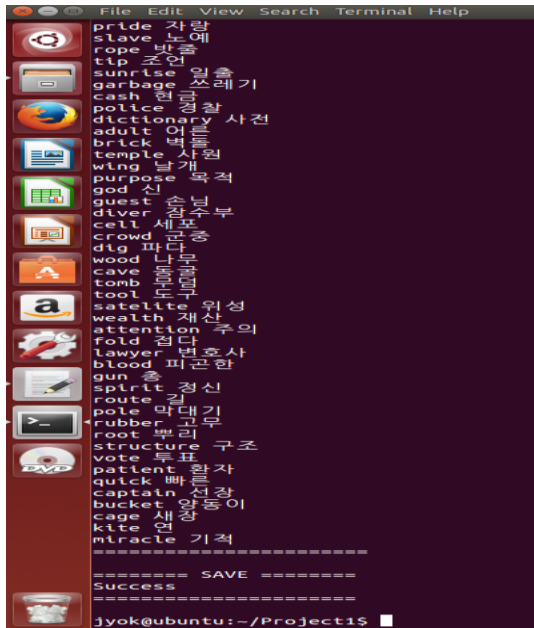 File Edit View Search Terminal Help
pride 자랑
slave 노예
rope 밧줄
tip 조언
sunrise 일출
garbage 쓰레기
cash 현금
police 경찰
dictionary 사전
adult 어른
brick 벽돌
temple 사원
wing 날개
purpose 목적
god 신
guest 손님
diver 잠수부
cell 세포
crowd 군중
dig 파다
wood 나무
cave 동굴
tomb 무덤
tool 도구
satelite 위성
wealth 재산
attention 주의
fold 접다
lawyer 변호사
blood 피곤한
gun 총
spirit 정신
route 길
pole 막대기
rubber 고무
root 뿌리
structure 구조
vote 투표
patient 환자
quick 빠른
captain 선장
bucket 양동이
cage 새장
kite 연
miracle 기적
=======================
======== SAVE ========
Success
======================
jyok@ubuntu:~/Project1$
DVD